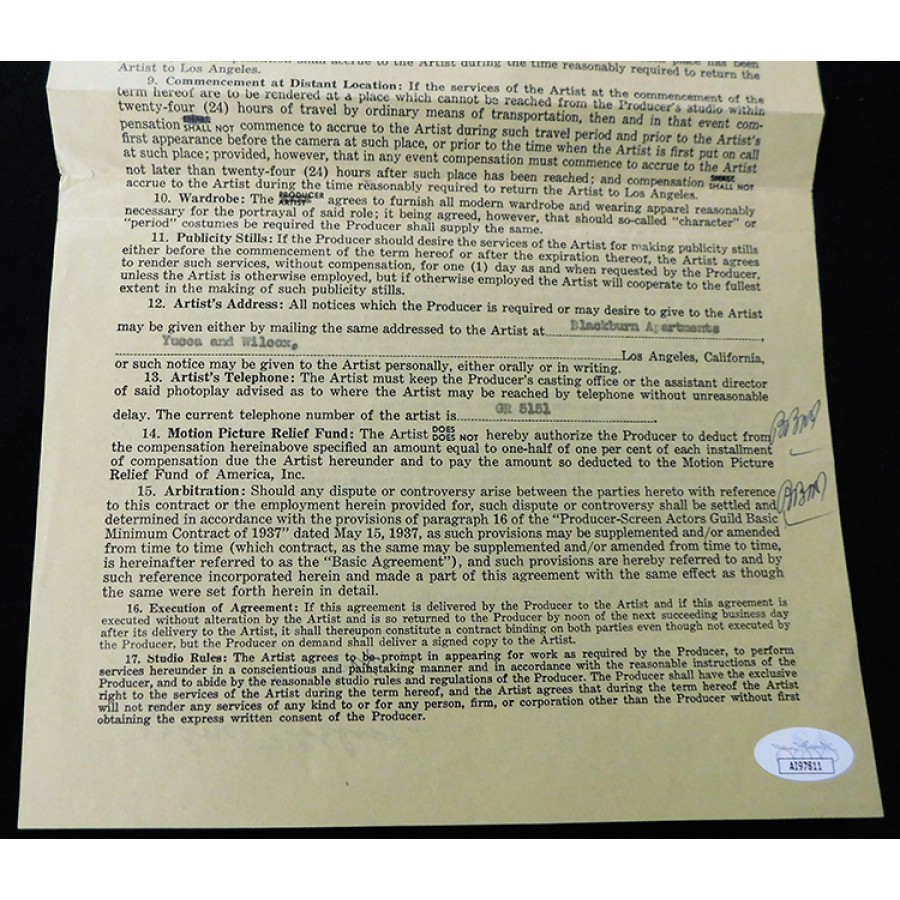 accrue to the Artist during the time reasonably required to return the
Artist to Los Angeles.
9. Commencement at Distant Location: If the services of the Artist at the commencement of the
term hereof are to be rendered at a place which cannot be reached from the Producer's studio within
twenty-four (24) hours of travel by ordinary means of transportation, then and in that event com-
pensation SHALL NOT commence to accrue to the Artist during such travel period and prior to the Artist's
first appearance before the camera at such place, or prior to the time when the Artist is first put on call
at such place; provided, however, that in any event compensation must commence to accrue to the Artist
not later than twenty-four (24) hours after such place has been reached; and compensation SHALL NOT
accrue to the Artist during the time reasonably required to return the Artist to Los Angeles.
10. Wardrobe: The PRODUCER ARTIST agrees to furnish all modern wardrobe and wearing apparel reasonably
necessary for the portrayal of said role; it being agreed, however, that should so-called "character" or
"period" costumes be required the Producer shall supply the same.
11. Publicity Stills: If the Producer should desire the services of the Artist for making publicity stills
either before the commencement of the term hereof or after the expiration thereof, the Artist agrees
to render such services, without compensation, for one (1) day as and when requested by the Producer,
unless the Artist is otherwise employed, but if otherwise employed the Artist will cooperate to the fullest
extent in the making of such publicity stills.
12. Artist's Address: All notices which the Producer is required or may desire to give to the Artist
may be given either by mailing the same addressed to the Artist at Blackburn Apartments
Yucca and Wilcox,
Los Angeles, California,
or such notice may be given to the Artist personally, either orally or in writing.
13. Artist's Telephone: The Artist must keep the Producer's casting office or the assistant director
of said photoplay advised as to where the Artist may be reached by telephone without unreasonable
delay. The current telephone number of the artist is GR 5151
14. Motion Picture Relief Fund: The Artist DOES DOES NOT hereby authorize the Producer to deduct from
the compensation hereinabove specified an amount equal to one-half of one per cent of each installment
of compensation due the Artist hereunder and to pay the amount so deducted to the Motion Picture
Relief Fund of America, Inc.
15. Arbitration: Should any dispute or controversy arise between the parties hereto with reference
to this contract or the employment herein provided for, such dispute or controversy shall be settled and
determined in accordance with the provisions of paragraph 16 of the "Producer-Screen Actors Guild Basic
Minimum Contract of 1937" dated May 15, 1937, as such provisions may be supplemented and/or amended
from time to time (which contract, as the same may be supplemented and/or amended from time to time,
is hereinafter referred to as the "Basic Agreement"), and such provisions are hereby referred to and by
such reference incorporated herein and made a part of this agreement with the same effect as though
the same were set forth herein in detail.
16. Execution of Agreement: If this agreement is delivered by the Producer to the Artist and if this agreement is
executed without alteration by the Artist and is so returned to the Producer by noon of the next succeeding business day
after its delivery to the Artist, it shall thereupon constitute a contract binding on both parties even though not executed by
the Producer, but the Producer on demand shall deliver a signed copy to the Artist.
17. Studio Rules: The Artist agrees to be prompt in appearing for work as required by the Producer, to perform
services hereunder in a conscientious and painstaking manner and in accordance with the reasonable instructions of the
Producer, and to abide by the reasonable studio rules and regulations of the Producer. The Producer shall have the exclusive
right to the services of the Artist during the term hereof, and the Artist agrees that during the term hereof the Artist
will not render any services of any kind to or for any person, firm, or corporation other than the Producer without first
obtaining the express written consent of the Producer.
AI97811